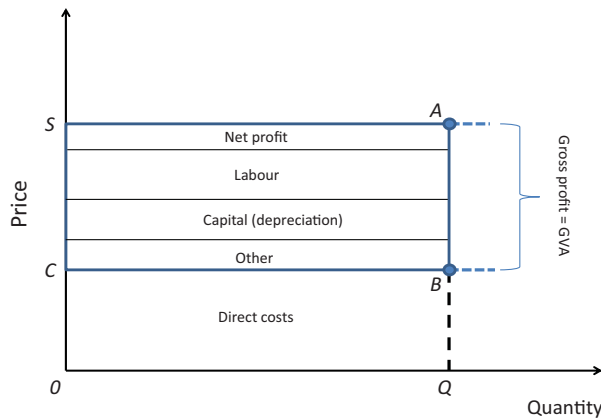 S
A
Net profit
Labour
Capital (depreciation)
Other
C
B
Direct costs
0
Q
Price
Quantity
Gross profit = GVA